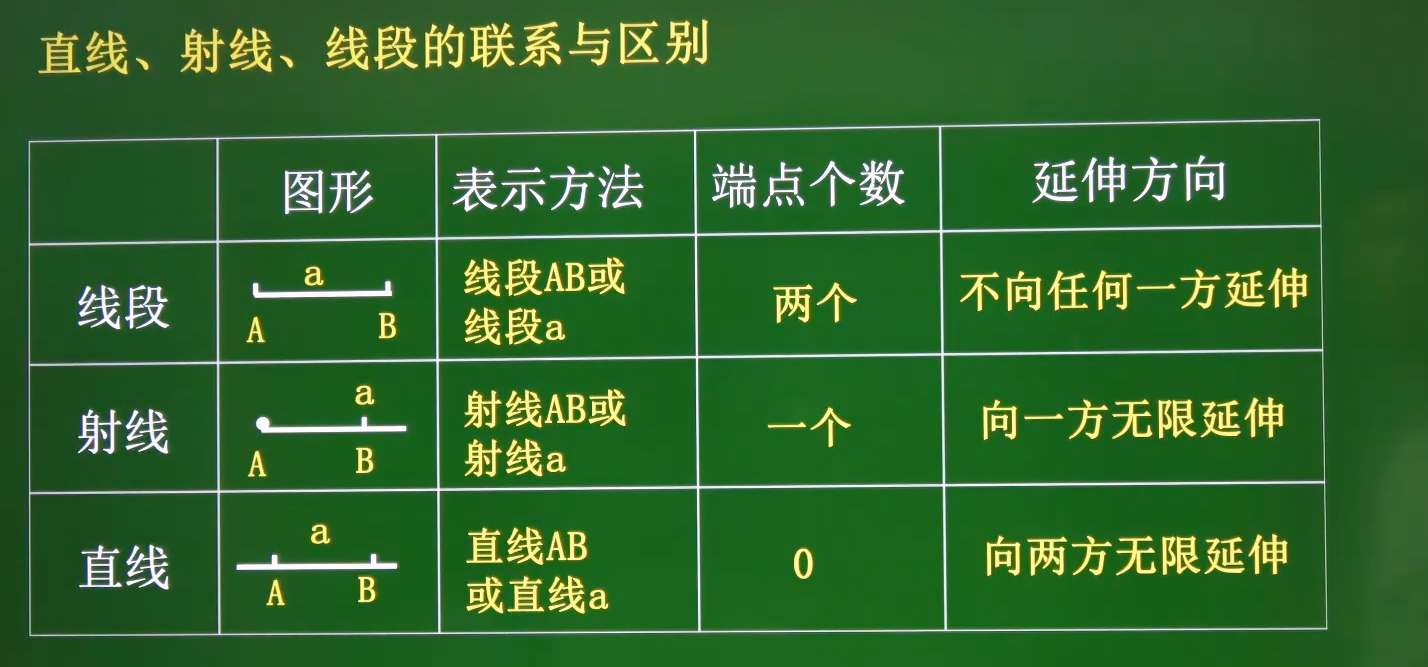 直线、射线、线段的联系与区别
图形 表示方法 端点个数 延伸方向
线段
a
A B
线段AB或
线段a
两个
不向任何一方延伸
射线
a
A B
射线AB或
射线a
一个
向一方无限延伸
直线
a
A B
直线AB
或直线a
0
向两方无限延伸